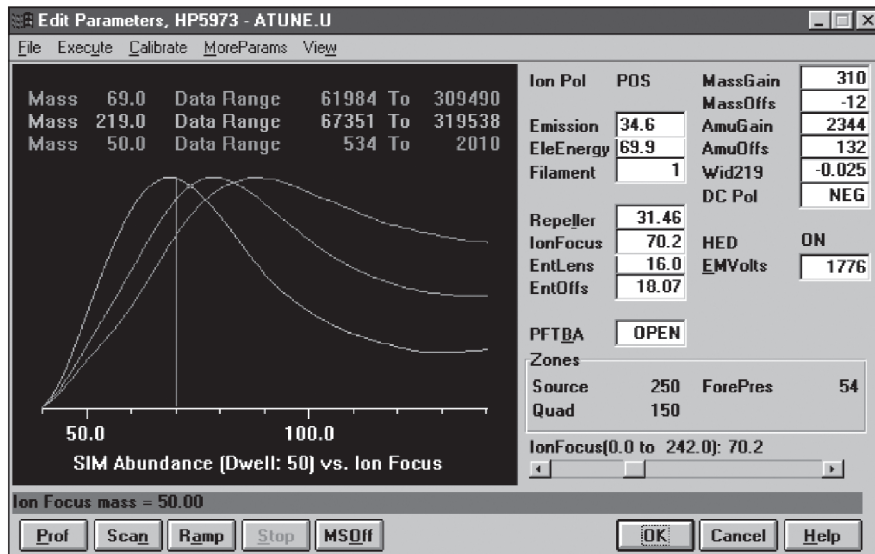 Edit Parameters, HP5973 - ATUNE.U
File Execute Calibrate MoreParams View
Mass 69.0 Data Range 61984 To 309490
Mass 219.0 Data Range 67351 To 319538
Mass 50.0 Data Range 534 To 2010
50.0 100.0
SIM Abundance (Dwell: 50) vs. Ion Focus
Ion Pol POS
Emission 34.6
EleEnergy 69.9
Filament 1
Repeller 31.46
IonFocus 70.2
EntLens 16.0
EntOffs 18.07
PFTBA OPEN
MassGain 310
MassOffs -12
AmuGain 2344
AmuOffs 132
Wid219 -0.025
DC Pol NEG
HED ON
EMVolts 1776
Zones
Source 250 ForePres 54
Quad 150
IonFocus(0.0 to 242.0): 70.2
Ion Focus mass = 50.00
Prof Scan Ramp Stop MSOff OK Cancel Help